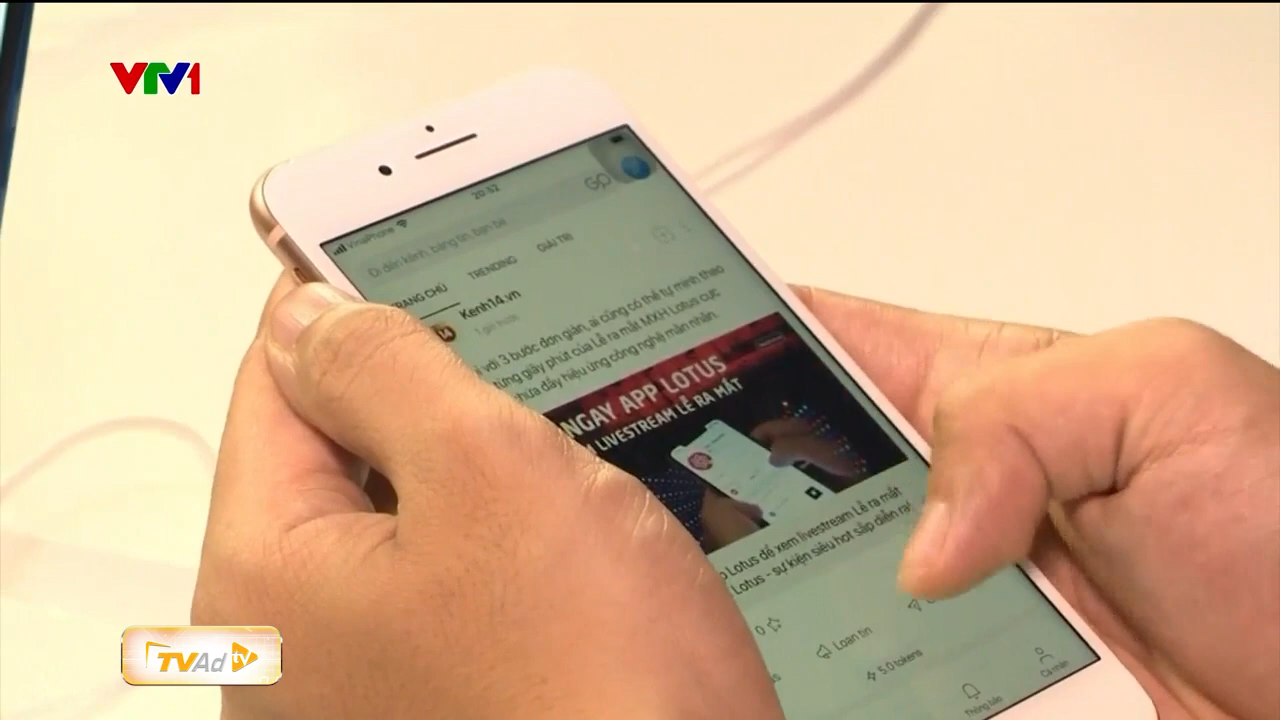 VTV1
VinaPhone
20:52
Đi đến kênh, bảng tin, bạn bè
TRANG CHỦ
TRENDING
GIẢI TRÍ
Kenh14.vn
1 giờ trước
với 3 bước đơn giản, ai cũng có thể tự mình theo
từng giây phút của Lễ ra mắt MXH Lotus cực
chứa đầy hiệu ứng công nghệ mãn nhãn.
NGAY APP LOTUS
LIVESTREAM LỄ RA MẮT
Lotus để xem livestream Lễ ra mắt
Lotus - sự kiện siêu hot sắp diễn ra!
0
Loan tin
5.0 tokens
Thông báo
Cá nhân
TVAd tv